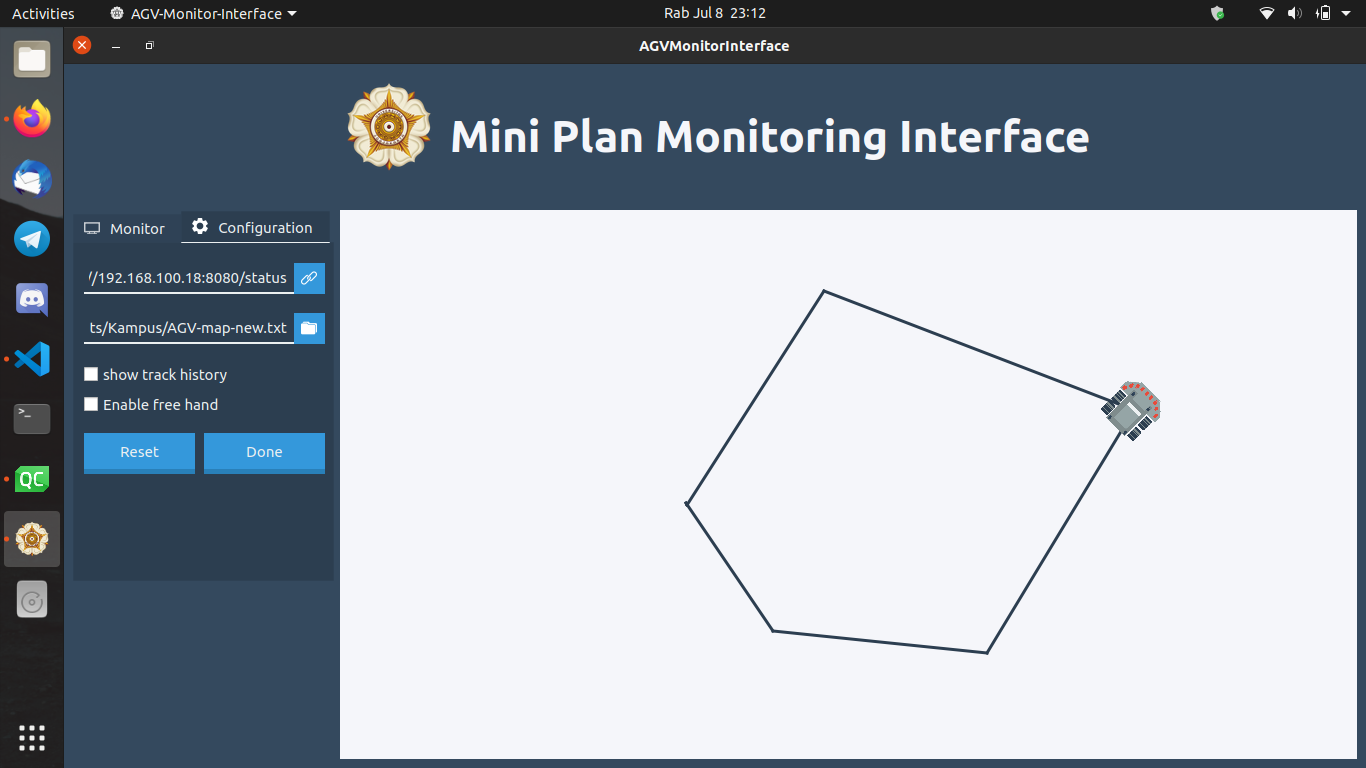 Activities AGV-Monitor-Interface Rab Jul 8 23:12
AGVMonitorInterface
Mini Plan Monitoring Interface
Monitor Configuration
/192.168.100.18:8080/status
ts/Kampus/AGV-map-new.txt
show track history
Enable free hand
Reset Done
>_
QC